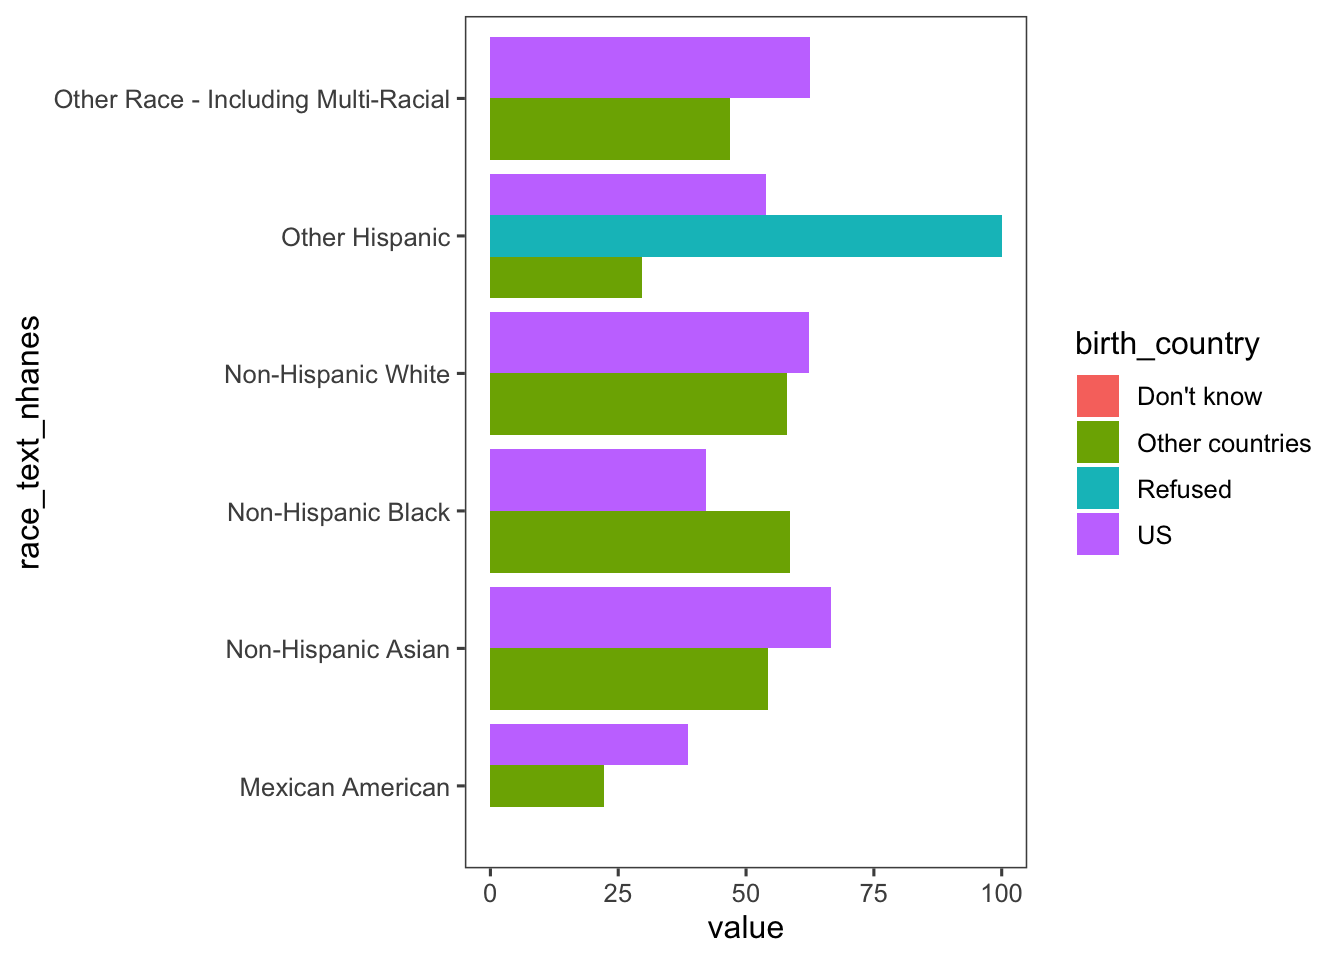 race_text_nhanes
Other Race - Including Multi-Racial
Other Hispanic
Non-Hispanic White
Non-Hispanic Black
Non-Hispanic Asian
Mexican American
0 25 50 75 100
value
birth_country
Don't know
Other countries
Refused
US